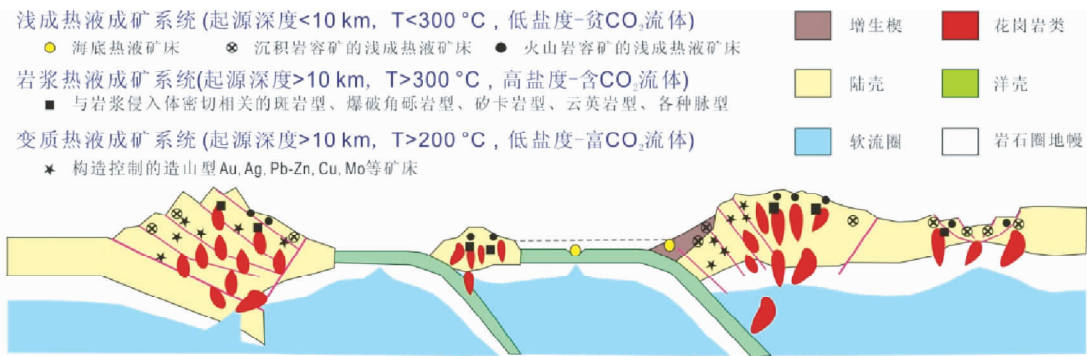 浅成热液成矿系统(起源深度<10 km, T<300 °C, 低盐度-贫CO₂流体)
海底热液矿床 沉积岩容矿的浅成热液矿床 火山岩容矿的浅成热液矿床
岩浆热液成矿系统(起源深度>10 km, T>300 °C, 高盐度-含CO₂流体)
与岩浆侵入体密切相关的斑岩型、爆破角砾岩型、矽卡岩型、云英岩型、各种脉型
变质热液成矿系统(起源深度>10 km, T>200 °C, 低盐度-富CO₂流体)
构造控制的造山型Au, Ag, Pb-Zn, Cu, Mo等矿床
增生楔 花岗岩类
陆壳 洋壳
软流圈 岩石圈地幔